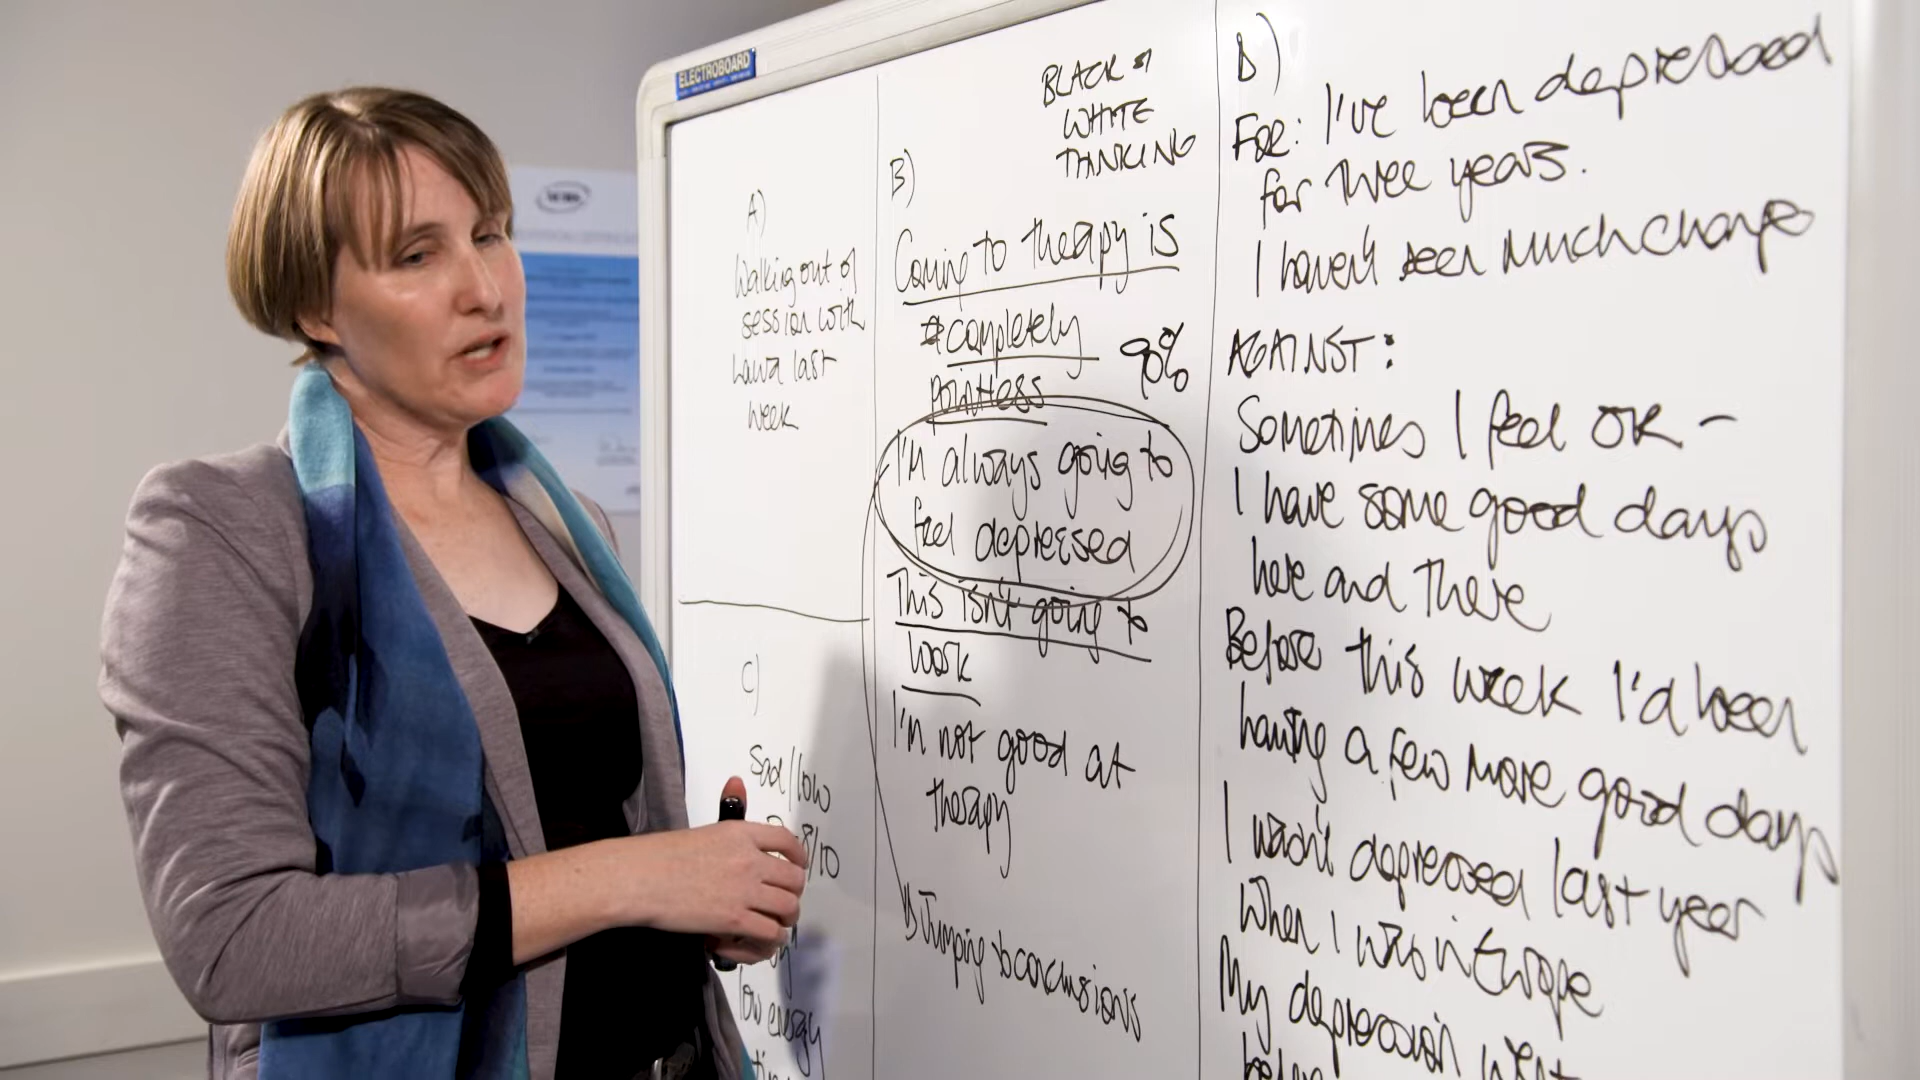 ELECTROBOARD
A)
Walking out of
session with
Laura last
week
C)
Sad/low
8/10
low energy
BLACK &
WHITE
THINKING
B)
Coming to therapy is
completely
pointless
90%
I'm always going to
feel depressed
This isn't going to
work
I'm not good at
therapy
Jumping to conclusions
D)
FOR: I've been depressed
for three years.
I haven't seen much change
AGAINST:
Sometimes I feel OK -
I have some good days
here and there
Before this week I'd been
having a few more good days
I wasn't depressed last year
When I was in Europe
My depression went